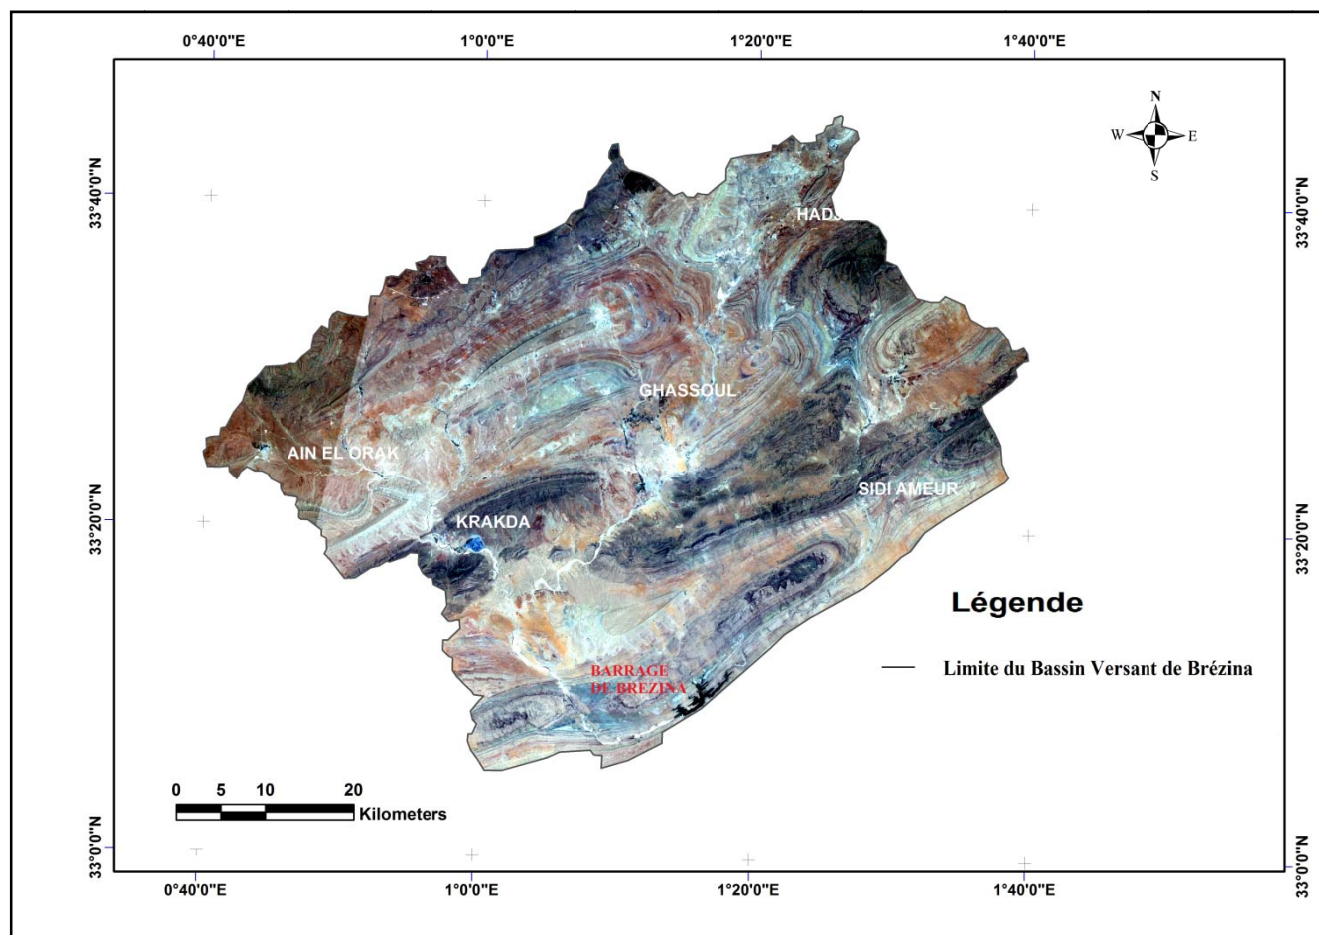 0°40'0"E 1°0'0"E 1°20'0"E 1°40'0"E
N
W E
S
33°40'0"N
33°40'0"N
HADJ
GHASSOUL
AIN EL ORAK
SIDI AMEUR
KRAKDA
33°20'0"N
33°20'0"N
Légende
Limite du Bassin Versant de Brézina
BARRAGE
DE BREZINA
0 5 10 20
Kilometers
33°0'0"N
33°0'0"N
0°40'0"E 1°0'0"E 1°20'0"E 1°40'0"E